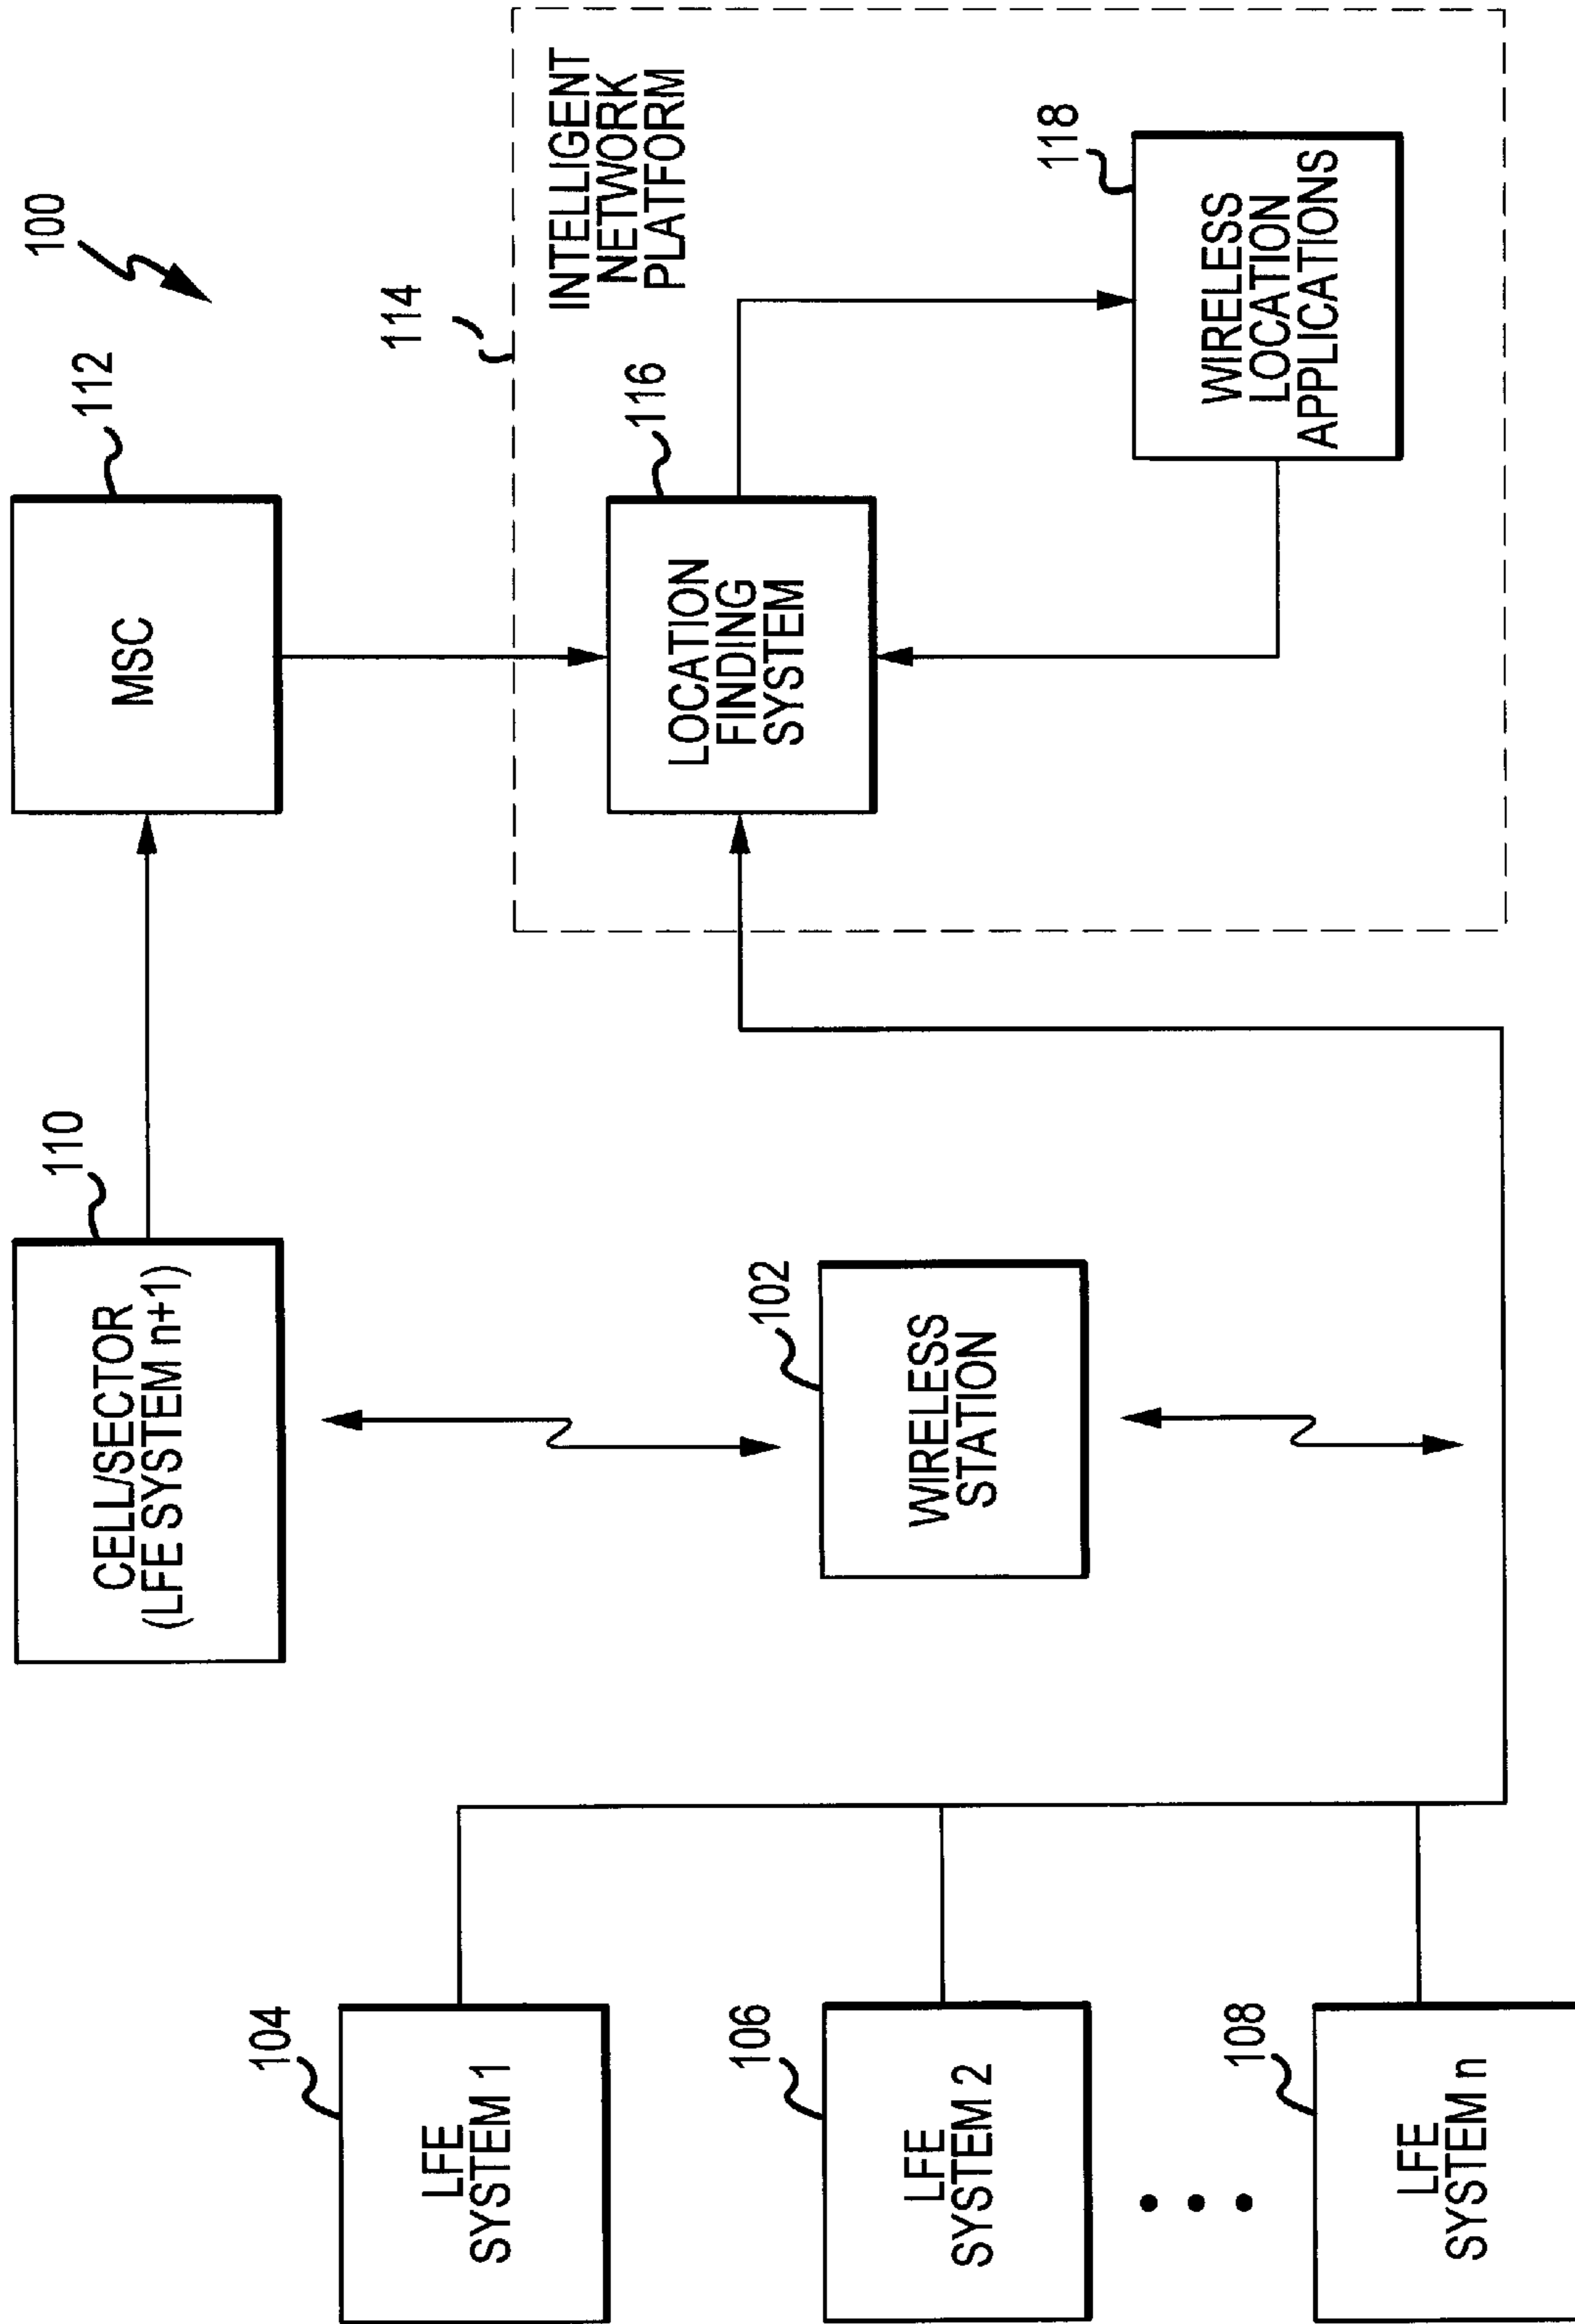 100
110
CELL/SECTOR
(LFE SYSTEM n+1)
112
MSC
104
LFE
SYSTEM 1
102
WIRELESS
STATION
114
INTELLIGENT
NETWORK
PLATFORM
116
LOCATION
FINDING
SYSTEM
106
LFE
SYSTEM 2
118
WIRELESS
LOCATION
APPLICATIONS
108
LFE
SYSTEM n